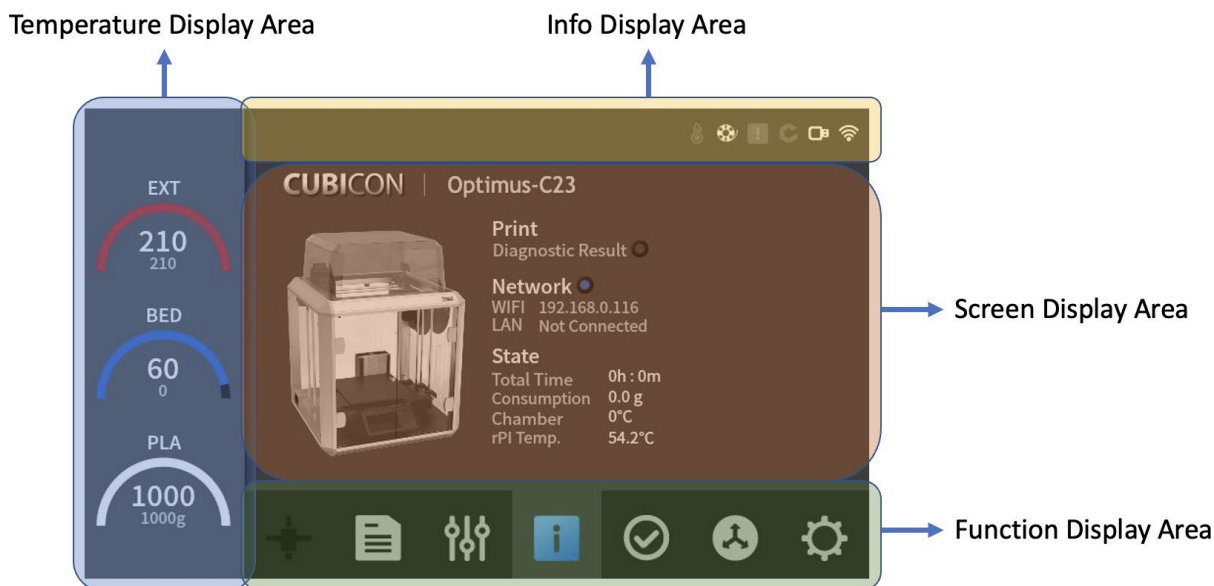 Temperature Display Area
Info Display Area
EXT
210
210
BED
60
0
PLA
1000
1000g
CUBICON | Optimus-C23
Print
Diagnostic Result
Network
WIFI 192.168.0.116
LAN Not Connected
State
Total Time 0h : 0m
Consumption 0.0 g
Chamber 0°C
rPI Temp. 54.2°C
Screen Display Area
Function Display Area